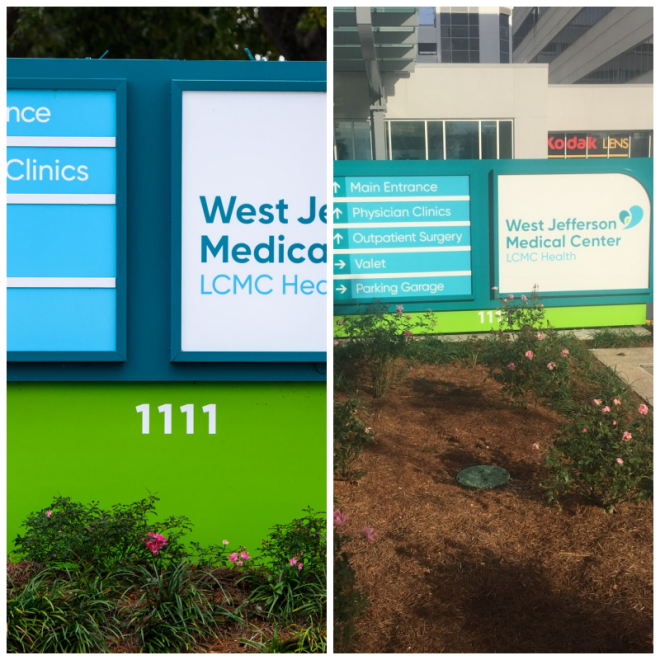 nce
Clinics
West Je
Medica
LCMC Hea
1111
Kodak LENS
↑ Main Entrance
↑ Physician Clinics
↑ Outpatient Surgery
→ Valet
→ Parking Garage
West Jefferson
Medical Center
LCMC Health
111